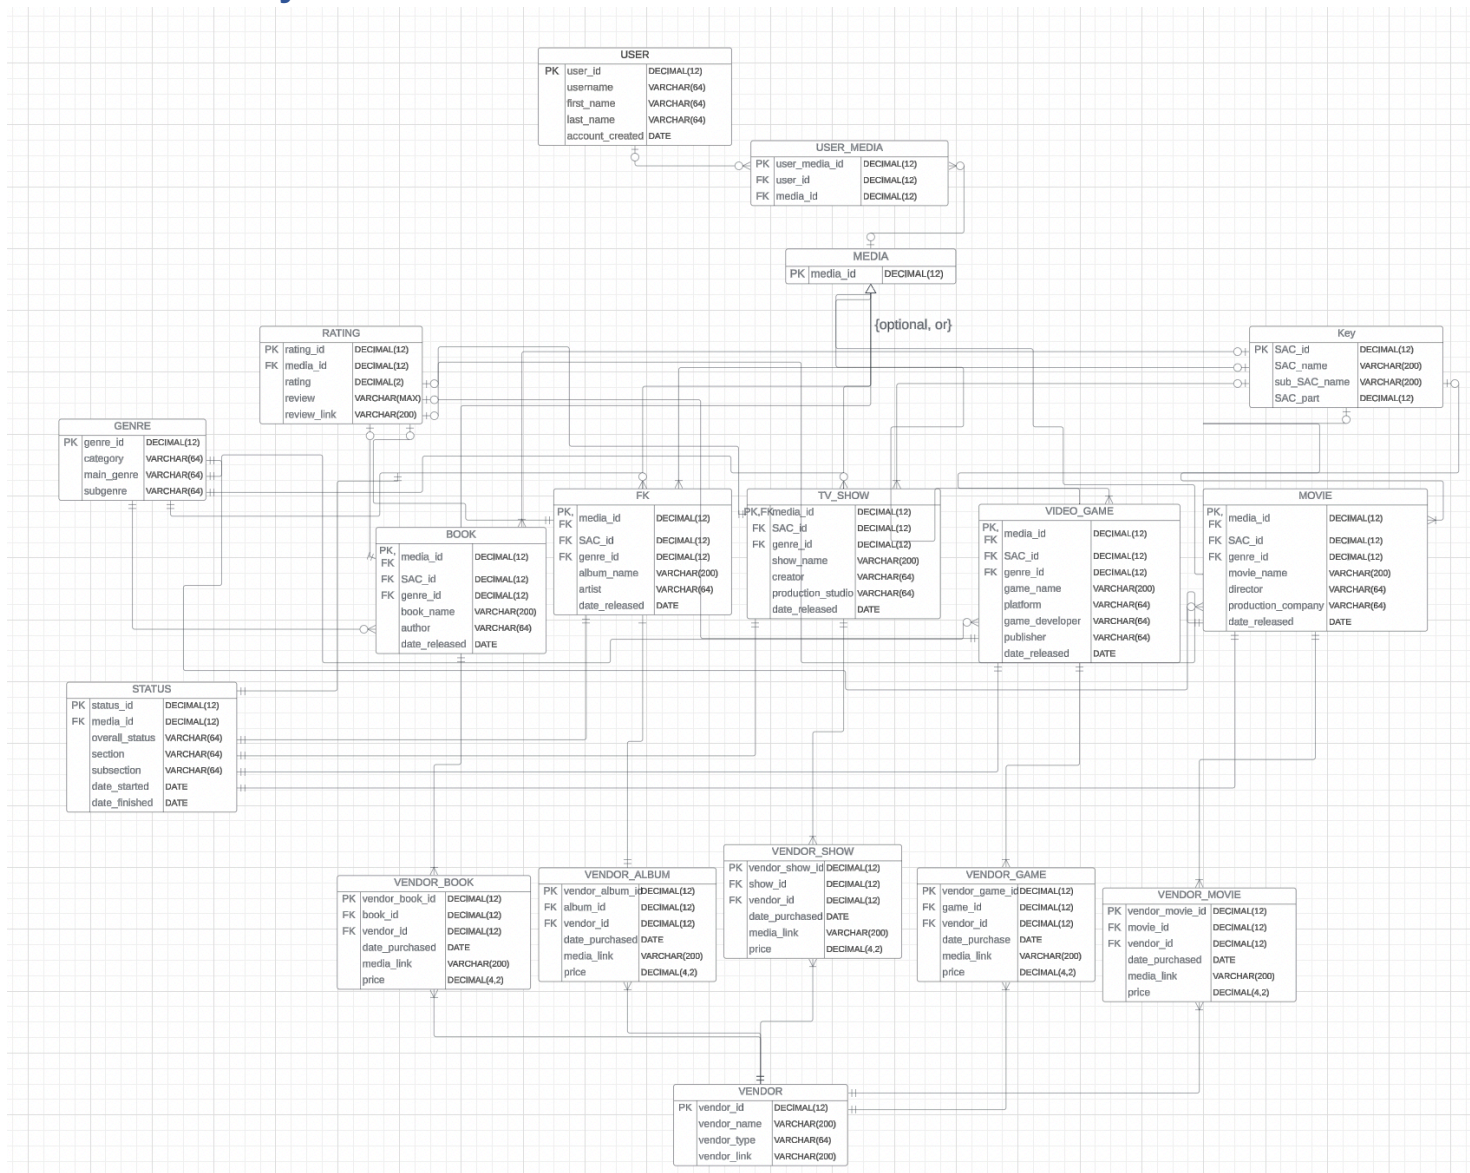 USER
PK user_id DECIMAL(12)
username VARCHAR(64)
first_name VARCHAR(64)
last_name VARCHAR(64)
account_created DATE
USER_MEDIA
PK user_media_id DECIMAL(12)
FK user_id DECIMAL(12)
FK media_id DECIMAL(12)
MEDIA
PK media_id DECIMAL(12)
{optional, or}
RATING
PK rating_id DECIMAL(12)
FK media_id DECIMAL(12)
rating DECIMAL(2)
review VARCHAR(MAX)
review_link VARCHAR(200)
Key
PK SAC_id DECIMAL(12)
SAC_name VARCHAR(200)
sub_SAC_name VARCHAR(200)
SAC_part DECIMAL(12)
GENRE
PK genre_id DECIMAL(12)
category VARCHAR(64)
main_genre VARCHAR(64)
subgenre VARCHAR(64)
BOOK
PK, FK media_id DECIMAL(12)
FK SAC_id DECIMAL(12)
FK genre_id DECIMAL(12)
book_name VARCHAR(200)
author VARCHAR(64)
date_released DATE
FK
PK, FK media_id DECIMAL(12)
FK SAC_id DECIMAL(12)
FK genre_id DECIMAL(12)
album_name VARCHAR(200)
artist VARCHAR(64)
date_released DATE
TV_SHOW
PK,FK media_id DECIMAL(12)
FK SAC_id DECIMAL(12)
FK genre_id DECIMAL(12)
show_name VARCHAR(200)
creator VARCHAR(64)
production_studio VARCHAR(64)
date_released DATE
VIDEO_GAME
PK, FK media_id DECIMAL(12)
FK SAC_id DECIMAL(12)
FK genre_id DECIMAL(12)
game_name VARCHAR(200)
platform VARCHAR(64)
game_developer VARCHAR(64)
publisher VARCHAR(64)
date_released DATE
MOVIE
PK, FK media_id DECIMAL(12)
FK SAC_id DECIMAL(12)
FK genre_id DECIMAL(12)
movie_name VARCHAR(200)
director VARCHAR(64)
production_company VARCHAR(64)
date_released DATE
STATUS
PK status_id DECIMAL(12)
FK media_id DECIMAL(12)
overall_status VARCHAR(64)
section VARCHAR(64)
subsection VARCHAR(64)
date_started DATE
date_finished DATE
VENDOR_BOOK
PK vendor_book_id DECIMAL(12)
FK book_id DECIMAL(12)
FK vendor_id DECIMAL(12)
date_purchased DATE
media_link VARCHAR(200)
price DECIMAL(4,2)
VENDOR_ALBUM
PK vendor_album_id DECIMAL(12)
FK album_id DECIMAL(12)
FK vendor_id DECIMAL(12)
date_purchased DATE
media_link VARCHAR(200)
price DECIMAL(4,2)
VENDOR_SHOW
PK vendor_show_id DECIMAL(12)
FK show_id DECIMAL(12)
FK vendor_id DECIMAL(12)
date_purchased DATE
media_link VARCHAR(200)
price DECIMAL(4,2)
VENDOR_GAME
PK vendor_game_id DECIMAL(12)
FK game_id DECIMAL(12)
FK vendor_id DECIMAL(12)
date_purchase DATE
media_link VARCHAR(200)
price DECIMAL(4,2)
VENDOR_MOVIE
PK vendor_movie_id DECIMAL(12)
FK movie_id DECIMAL(12)
FK vendor_id DECIMAL(12)
date_purchased DATE
media_link VARCHAR(200)
price DECIMAL(4,2)
VENDOR
PK vendor_id DECIMAL(12)
vendor_name VARCHAR(200)
vendor_type VARCHAR(64)
vendor_link VARCHAR(200)